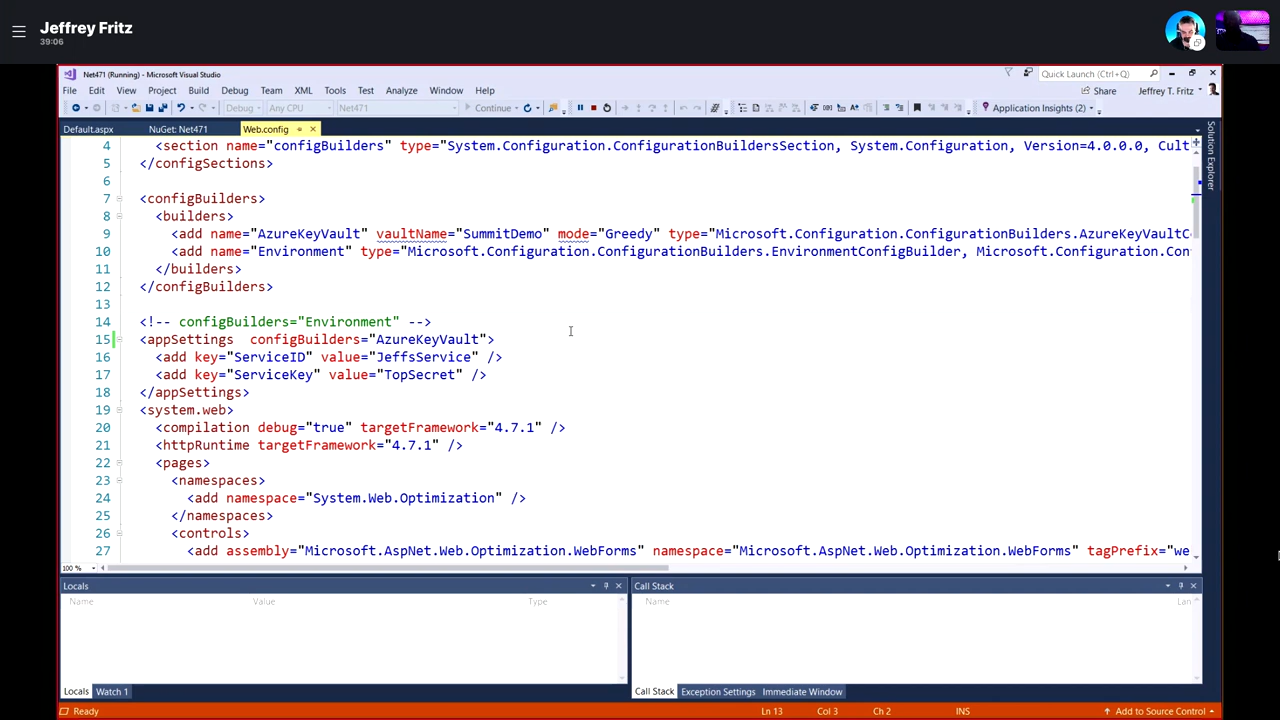 Jeffrey Fritz
39:06
Net471 (Running) - Microsoft Visual Studio
Quick Launch (Ctrl+Q)
File Edit View Project Build Debug Team XML Tools Test Analyze Window Help
Share Jeffrey T. Fritz
Debug Any CPU Net471 Continue Application Insights (2)
Default.aspx NuGet: Net471 Web.config
Solution Explorer
4 <section name="configBuilders" type="System.Configuration.ConfigurationBuildersSection, System.Configuration, Version=4.0.0.0, Cult
5 </configSections>
6
7 <configBuilders>
8 <builders>
9 <add name="AzureKeyVault" vaultName="SummitDemo" mode="Greedy" type="Microsoft.Configuration.ConfigurationBuilders.AzureKeyVaultC
10 <add name="Environment" type="Microsoft.Configuration.ConfigurationBuilders.EnvironmentConfigBuilder, Microsoft.Configuration.Con
11 </builders>
12 </configBuilders>
13
14 <!-- configBuilders="Environment" -->
15 <appSettings configBuilders="AzureKeyVault">
16 <add key="ServiceID" value="JeffsService" />
17 <add key="ServiceKey" value="TopSecret" />
18 </appSettings>
19 <system.web>
20 <compilation debug="true" targetFramework="4.7.1" />
21 <httpRuntime targetFramework="4.7.1" />
22 <pages>
23 <namespaces>
24 <add namespace="System.Web.Optimization" />
25 </namespaces>
26 <controls>
27 <add assembly="Microsoft.AspNet.Web.Optimization.WebForms" namespace="Microsoft.AspNet.Web.Optimization.WebForms" tagPrefix="we
100 %
Locals
Name Value Type
Call Stack
Name Lan
Locals Watch 1
Call Stack Exception Settings Immediate Window
Ready Ln 13 Col 3 Ch 2 INS Add to Source Control